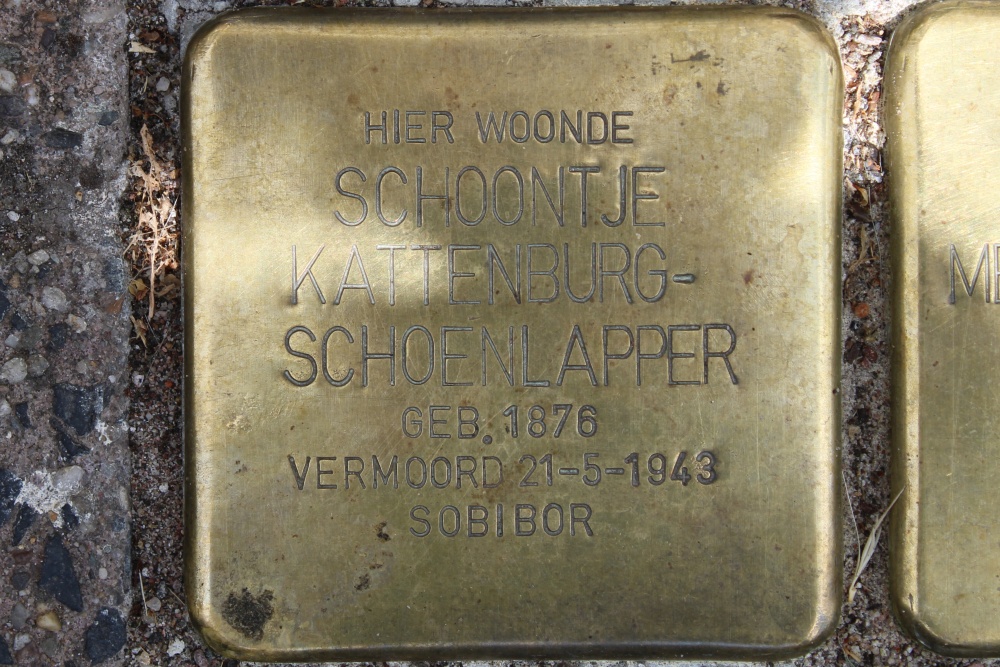 HIER WOONDE
SCHOONTJE
KATTENBURG-
SCHOENLAPPER
GEB. 1876
VERMOORD 21-5-1943
SOBIBOR